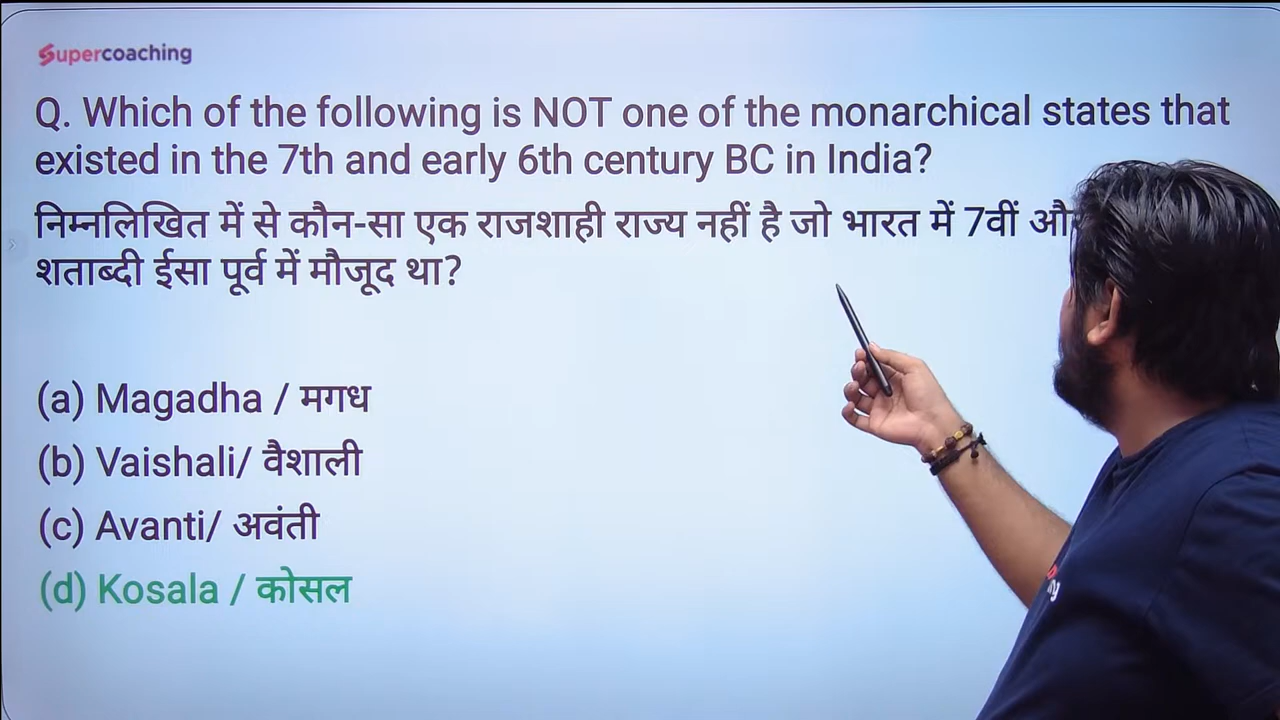 Supercoaching
Q. Which of the following is NOT one of the monarchical states that
existed in the 7th and early 6th century BC in India?
निम्नलिखित में से कौन-सा एक राजशाही राज्य नहीं है जो भारत में 7वीं
शताब्दी ईसा पूर्व में मौजूद था?
(a) Magadha / मगध
(b) Vaishali/ वैशाली
(c) Avanti/ अवंती
(d) Kosala / कोसल